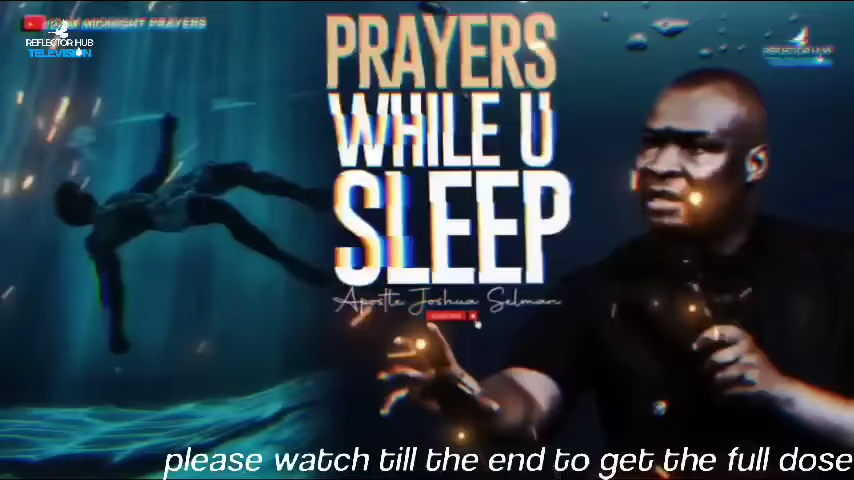 MIDNIGHT PRAYERS
REFLECTOR HUB
TELEVISION
PRAYERS
WHILE U
SLEEP
Apostle Joshua Selman
please watch till the end to get the full dose